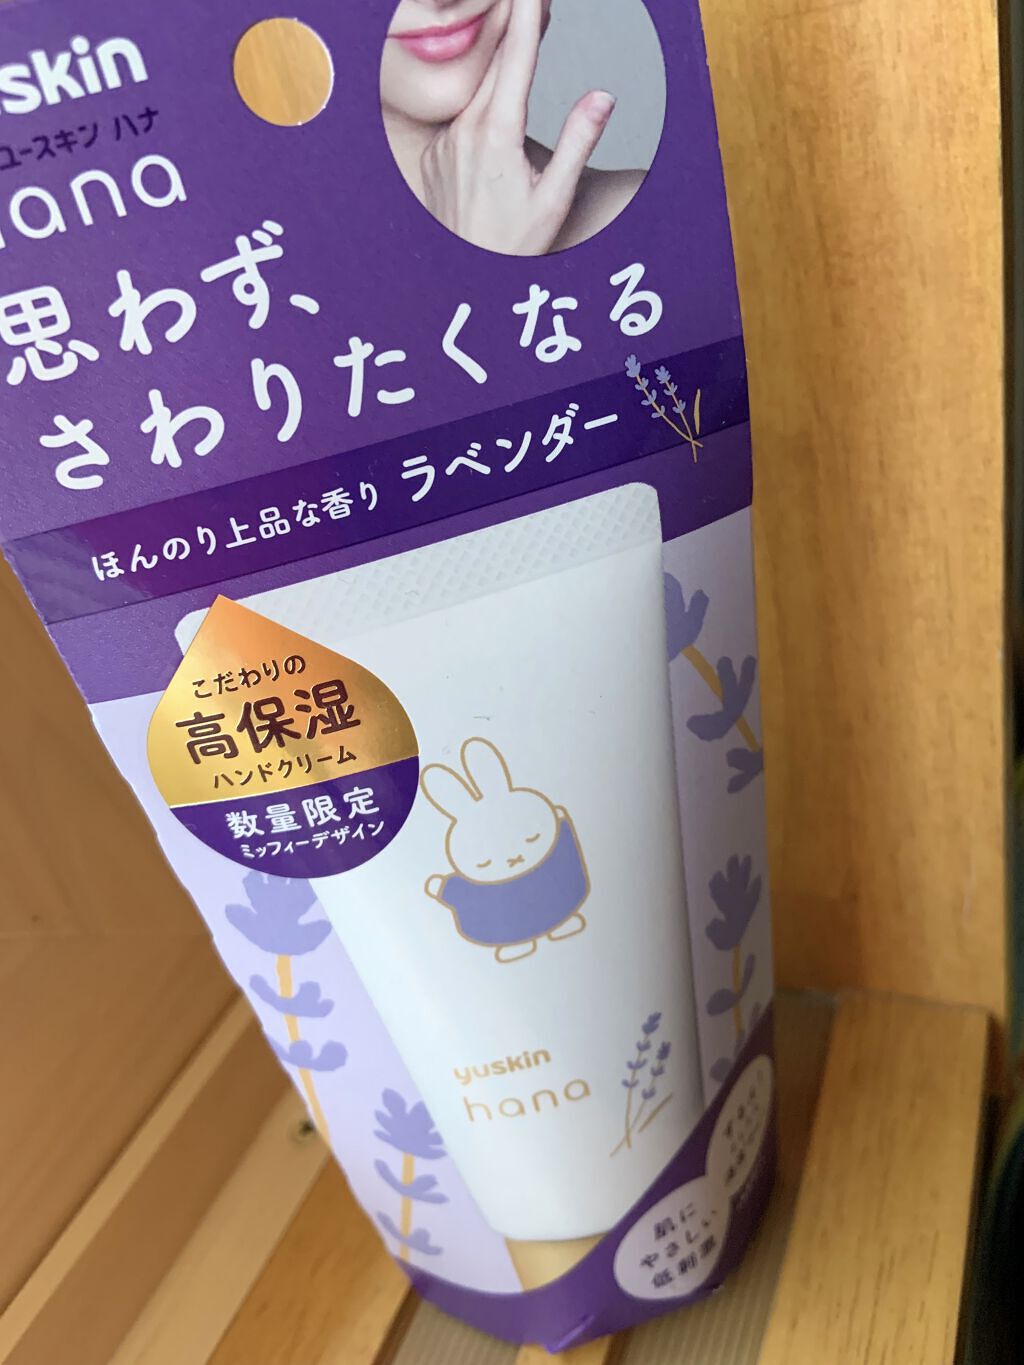 uskin
ユースキン ハナ
hana
思わず、
さわりたくなる
ほんのり上品な香り ラベンダー
こだわりの
高保湿
ハンドクリーム
数量限定
ミッフィーデザイン
yuskin
hana
肌に
やさしい
低刺激